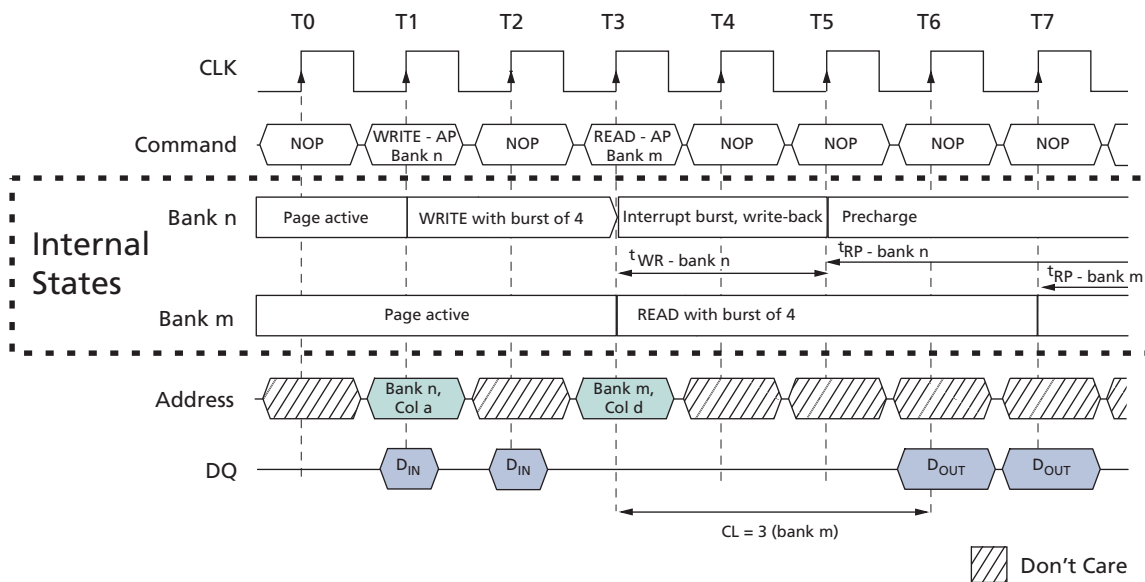 T0 T1 T2 T3 T4 T5 T6 T7
CLK
Command NOP WRITE - AP Bank n NOP READ - AP Bank m NOP NOP NOP NOP
Internal States
Bank n Page active WRITE with burst of 4 Interrupt burst, write-back Precharge
tWR - bank n tRP - bank n
tRP - bank m
Bank m Page active READ with burst of 4
Address Bank n, Col a Bank m, Col d
DQ DIN DIN DOUT DOUT
CL = 3 (bank m)
Don't Care